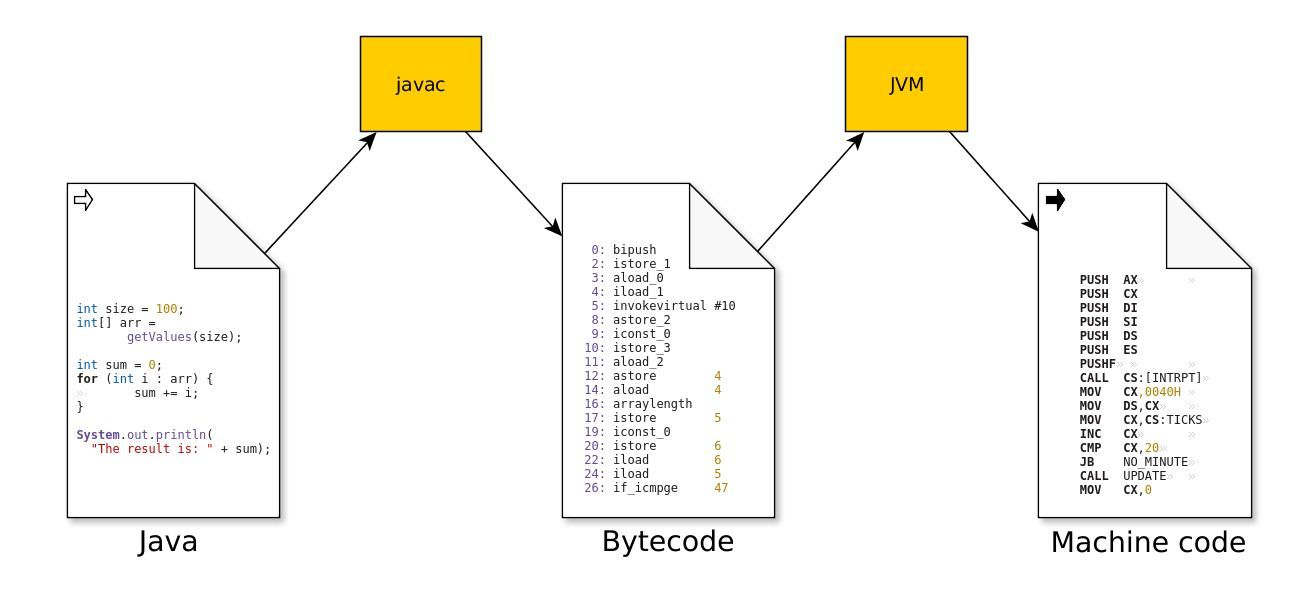 javac
JVM
int size = 100;
int[] arr =
getValues(size);
int sum = 0;
for (int i : arr) {
» sum += i;
}
System.out.println(
"The result is: " + sum);
Java
0: bipush
2: istore_1
3: aload_0
4: iload_1
5: invokevirtual #10
8: astore_2
9: iconst_0
10: istore_3
11: aload_2
12: astore 4
14: aload 4
16: arraylength
17: istore 5
19: iconst_0
20: istore 6
22: iload 6
24: iload 5
26: if_icmpge 47
Bytecode
PUSH AX» »
PUSH CX
PUSH DI
PUSH SI
PUSH DS
PUSH ES
PUSHF» » »
CALL CS:[INTRPT]»
MOV CX,0040H »
MOV DS,CX» »
MOV CX,CS:TICKS»
INC CX» »
CMP CX,20» »
JB NO_MINUTE»
CALL UPDATE» »
MOV CX,0
Machine code